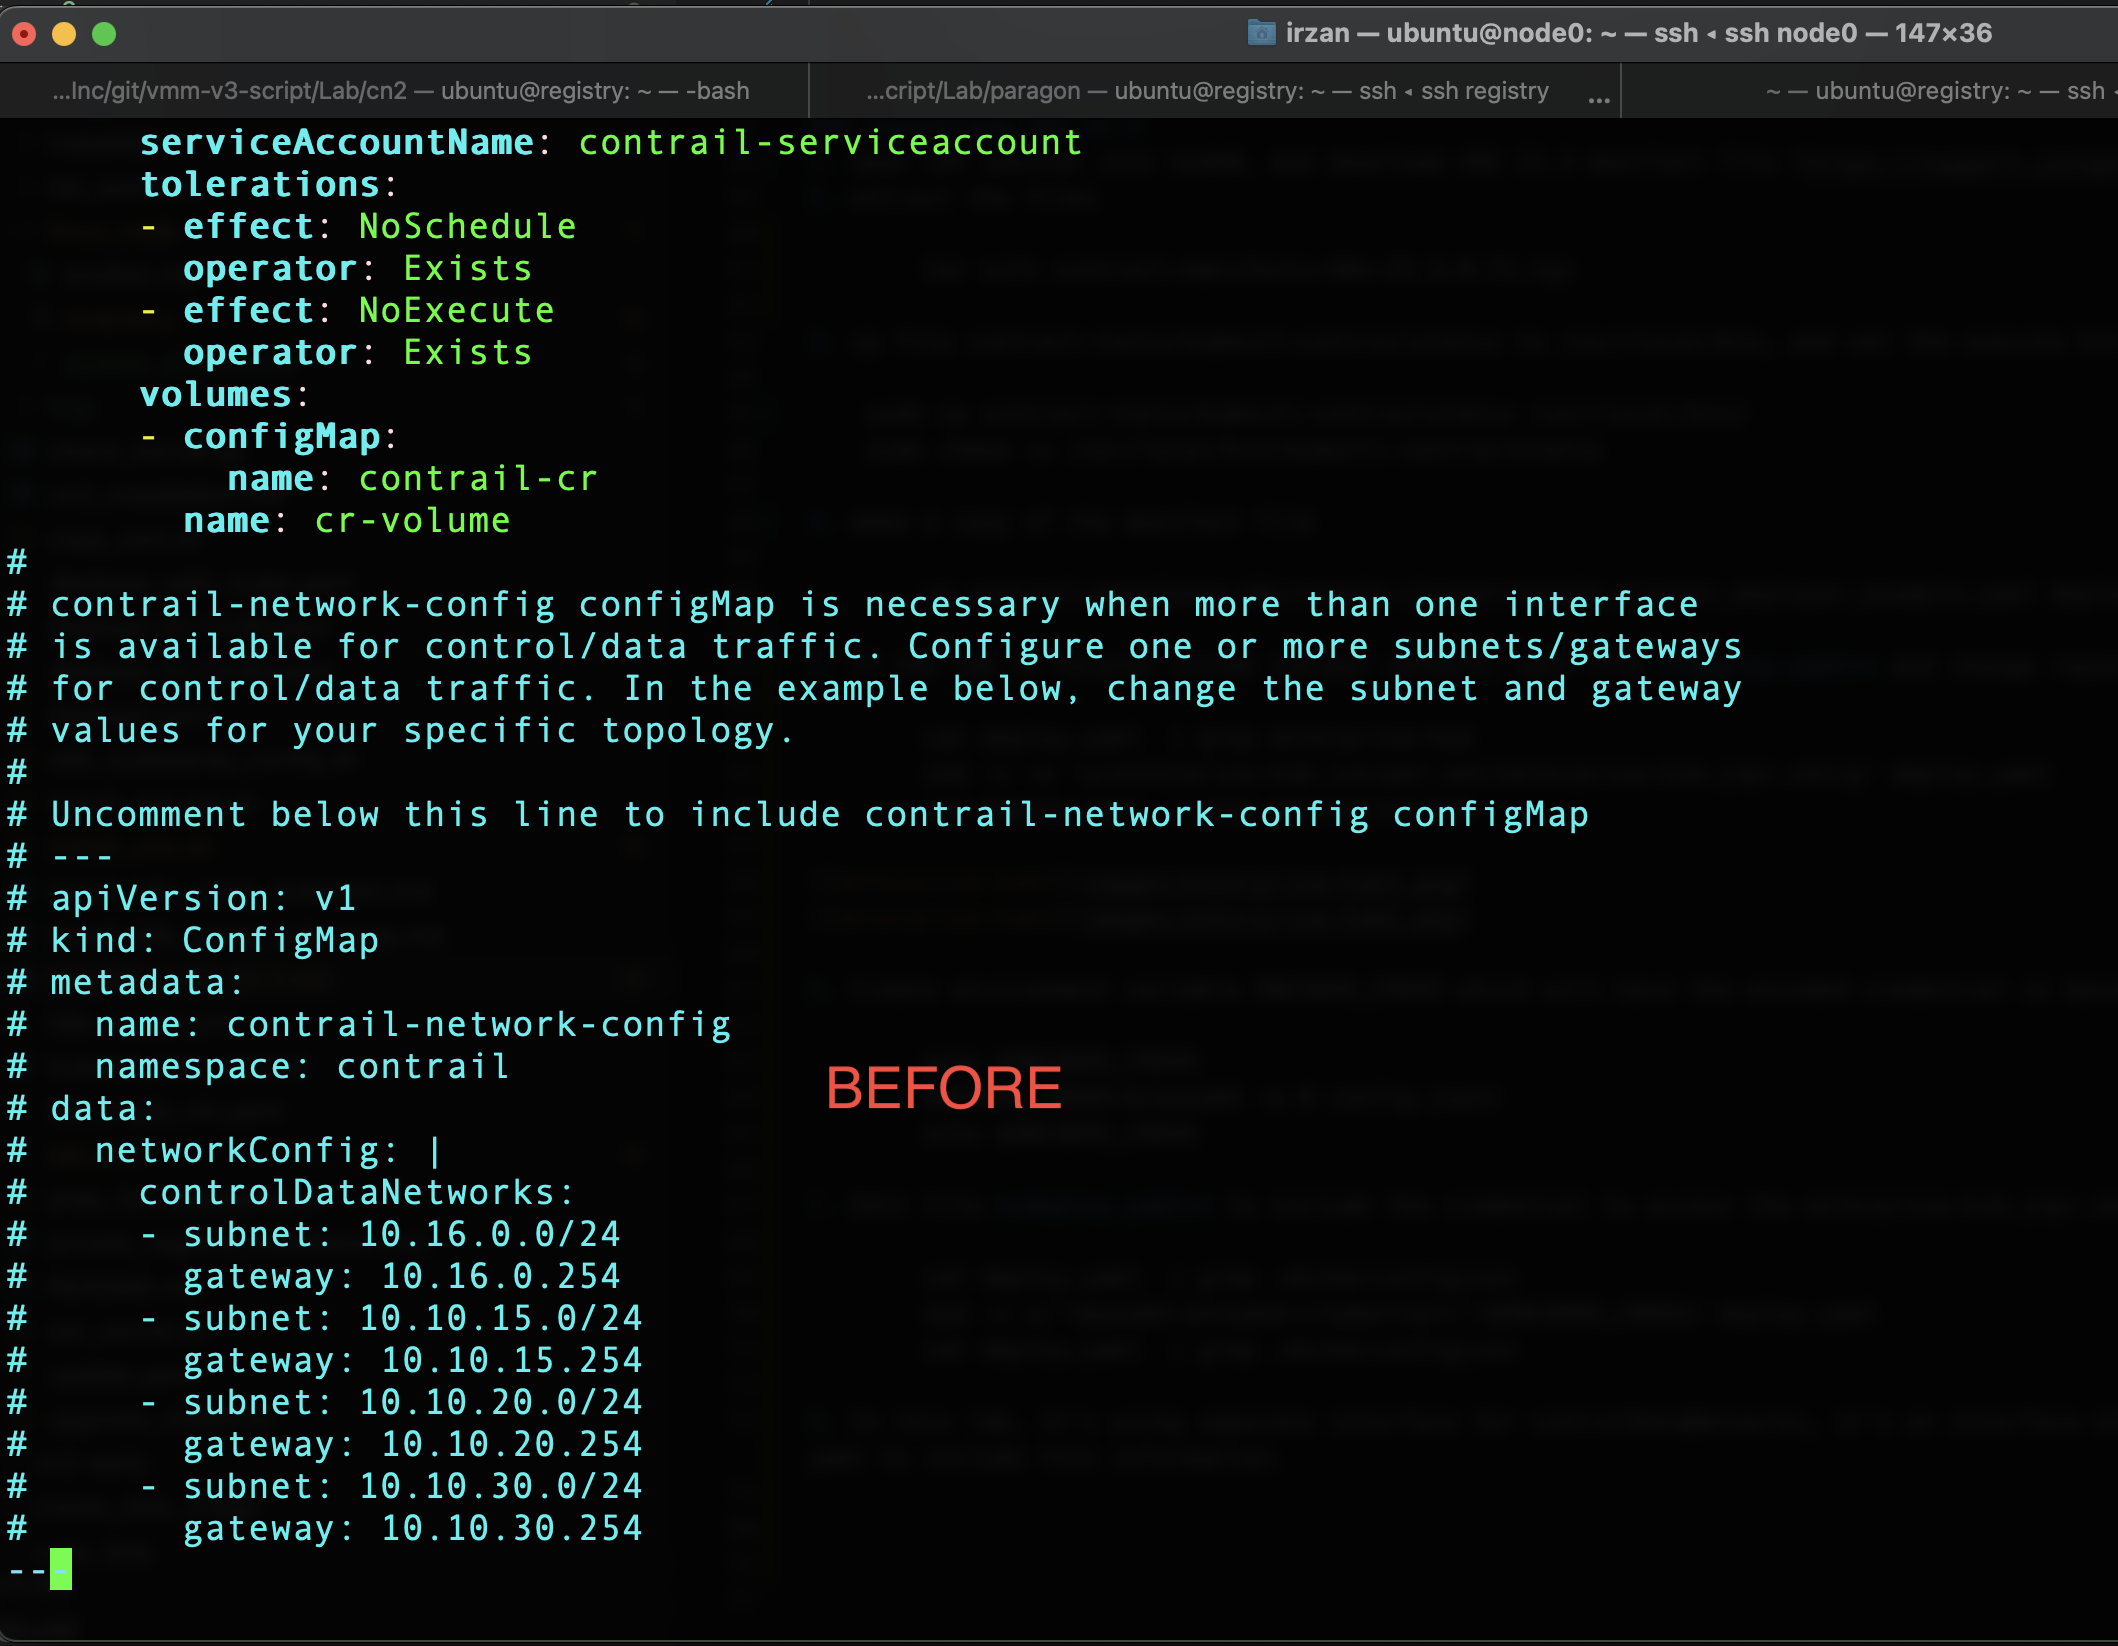 irzan — ubuntu@node0: ~ — ssh ◂ ssh node0 — 147×36
...Inc/git/vmm-v3-script/Lab/cn2 — ubuntu@registry: ~ — -bash
...cript/Lab/paragon — ubuntu@registry: ~ — ssh ◂ ssh registry ...
~ — ubuntu@registry: ~ — ssh ◂
serviceAccountName: contrail-serviceaccount
tolerations:
- effect: NoSchedule
operator: Exists
- effect: NoExecute
operator: Exists
volumes:
- configMap:
name: contrail-cr
name: cr-volume
#
# contrail-network-config configMap is necessary when more than one interface
# is available for control/data traffic. Configure one or more subnets/gateways
# for control/data traffic. In the example below, change the subnet and gateway
# values for your specific topology.
#
# Uncomment below this line to include contrail-network-config configMap
# ---
# apiVersion: v1
# kind: ConfigMap
# metadata:
#   name: contrail-network-config
#   namespace: contrail
BEFORE
# data:
#   networkConfig: |
#     controlDataNetworks:
#     - subnet: 10.16.0.0/24
#       gateway: 10.16.0.254
#     - subnet: 10.10.15.0/24
#       gateway: 10.10.15.254
#     - subnet: 10.10.20.0/24
#       gateway: 10.10.20.254
#     - subnet: 10.10.30.0/24
#       gateway: 10.10.30.254
---